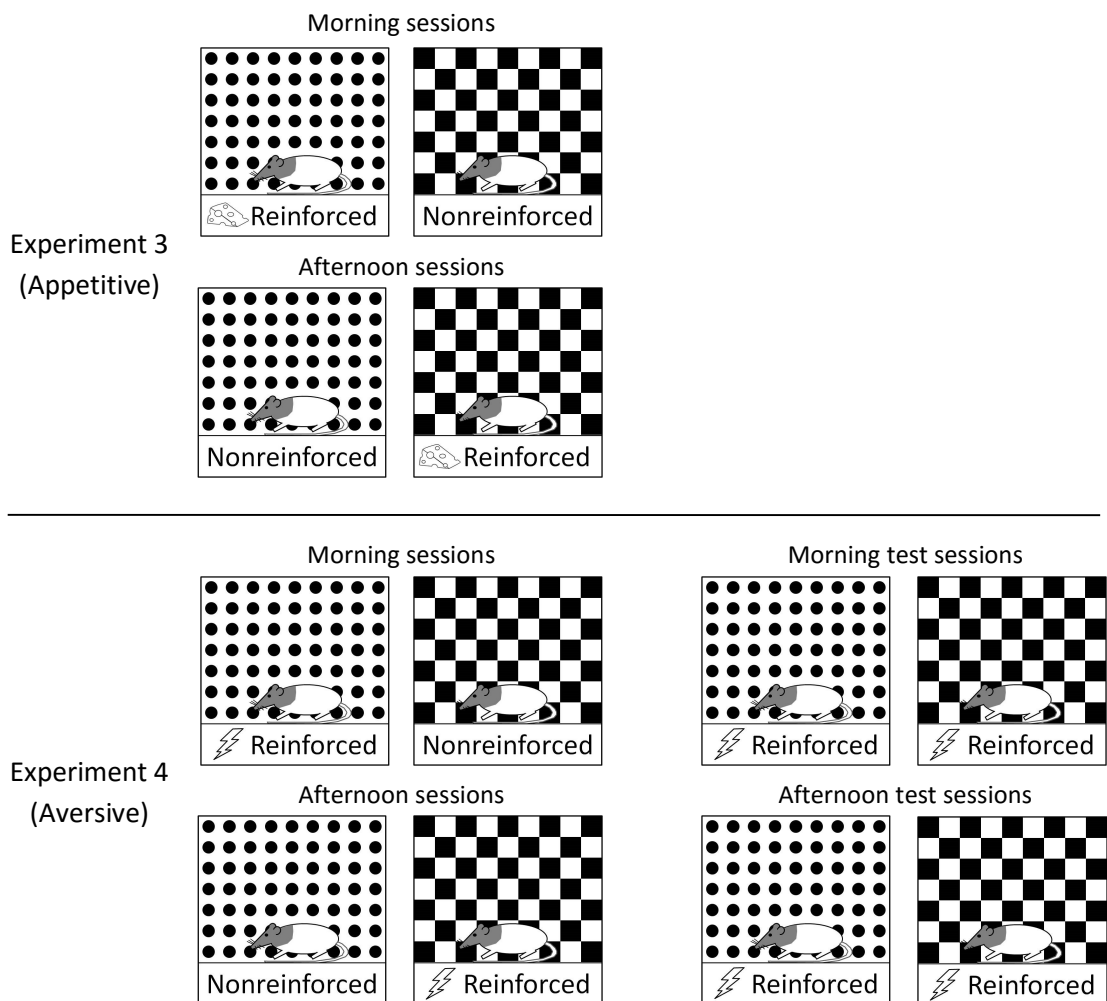 Morning sessions
Reinforced
Nonreinforced
Experiment 3
(Appetitive)
Afternoon sessions
Nonreinforced
Reinforced
Morning sessions
Morning test sessions
Reinforced
Nonreinforced
Reinforced
Reinforced
Experiment 4
(Aversive)
Afternoon sessions
Afternoon test sessions
Nonreinforced
Reinforced
Reinforced
Reinforced